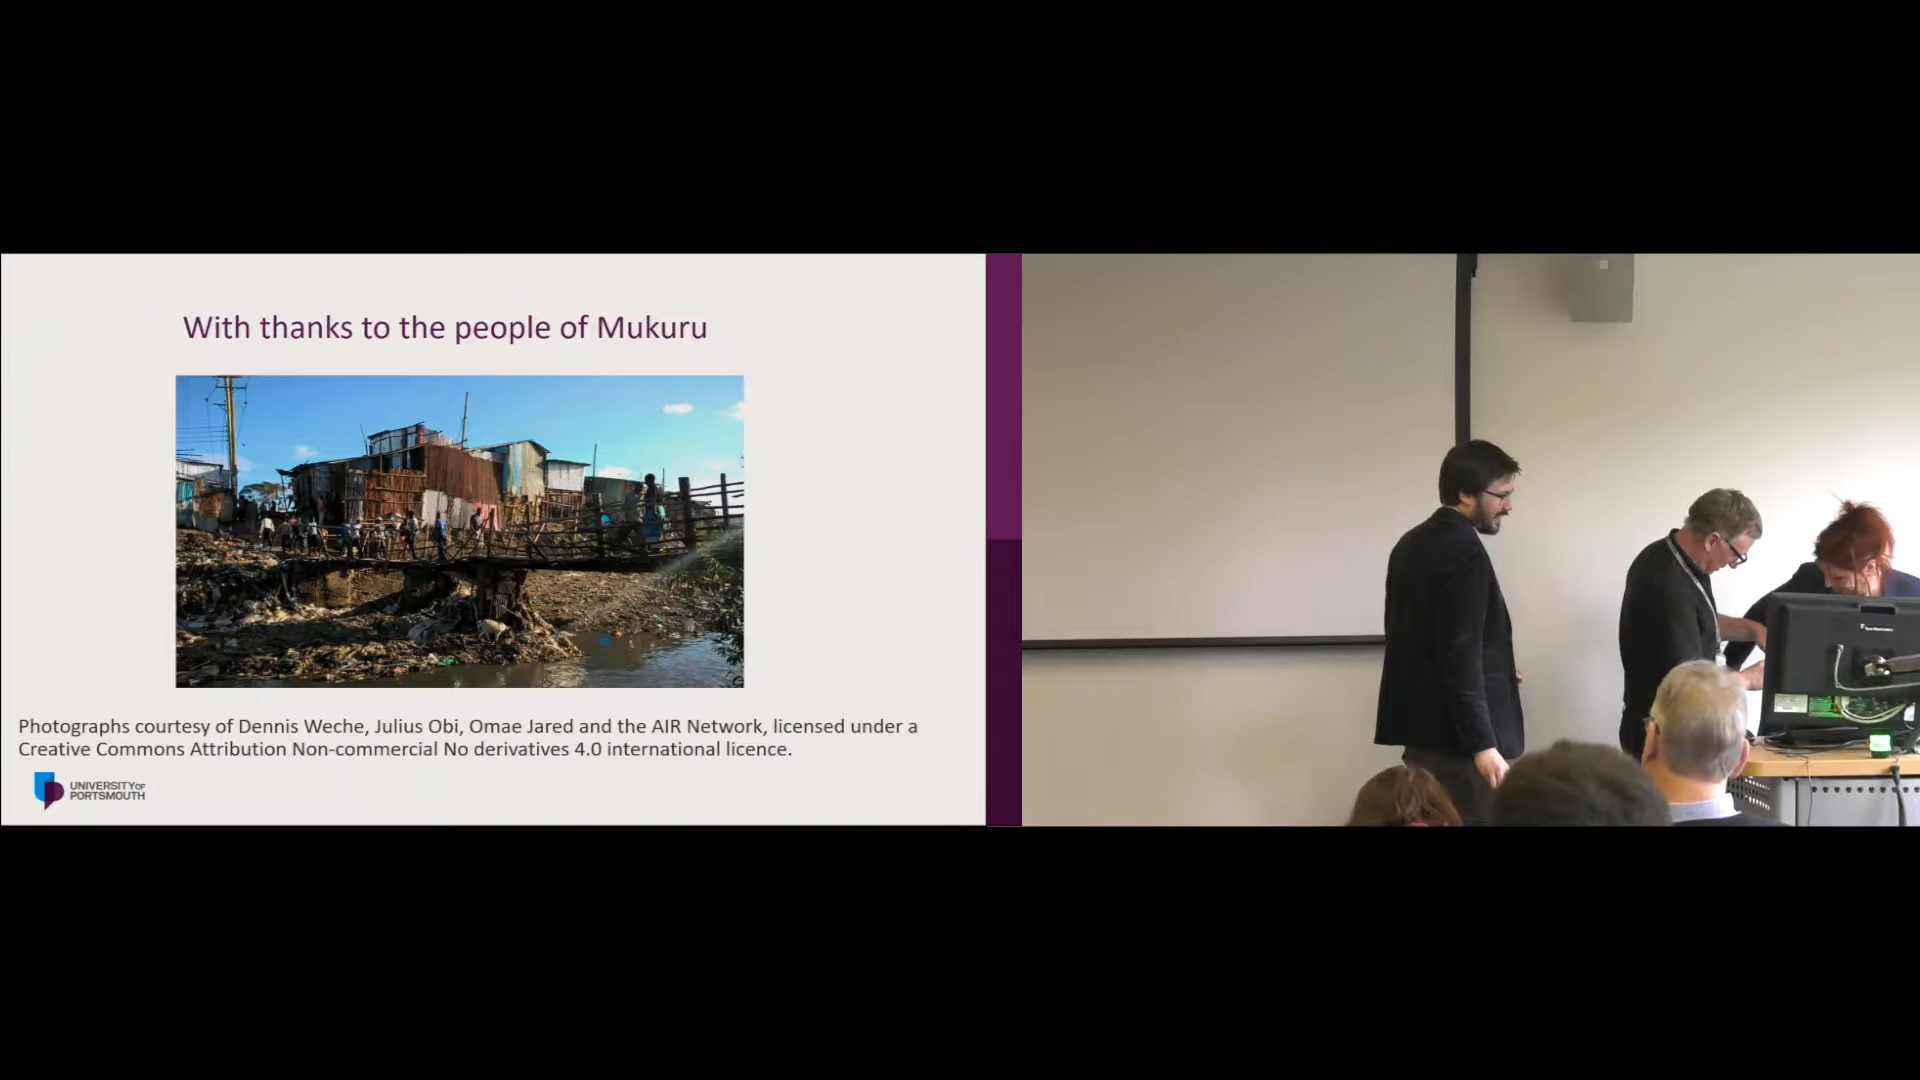 With thanks to the people of Mukuru
Photographs courtesy of Dennis Weche, Julius Obi, Omae Jared and the AIR Network, licensed under a
Creative Commons Attribution Non-commercial No derivatives 4.0 international licence.
UNIVERSITY OF
PORTSMOUTH